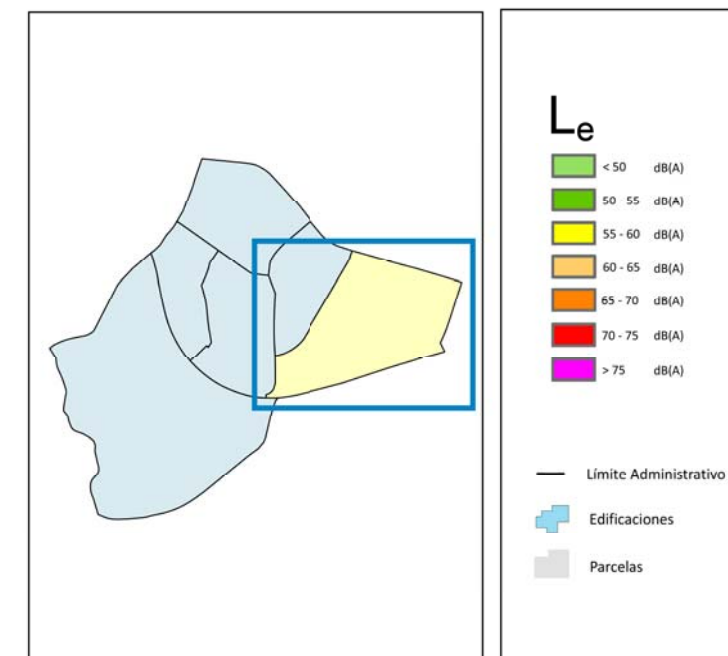 Le
< 50 dB(A)
50 - 55 dB(A)
55 - 60 dB(A)
60 - 65 dB(A)
65 - 70 dB(A)
70 - 75 dB(A)
> 75 dB(A)
Límite Administrativo
Edificaciones
Parcelas